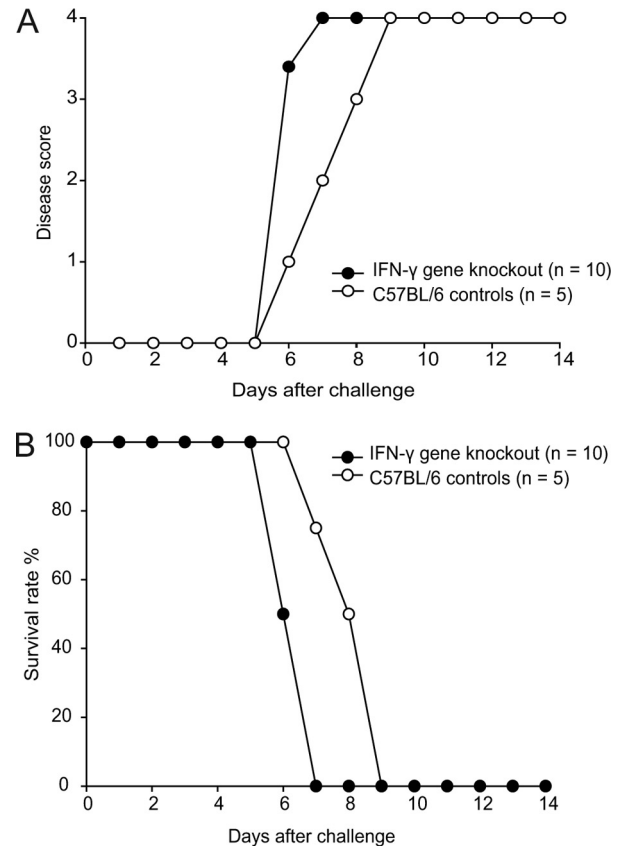 A
4
3
2
1
0
Disease score
IFN-γ gene knockout (n = 10)
C57BL/6 controls (n = 5)
0 2 4 6 8 10 12 14
Days after challenge
B
100
80
60
40
20
0
Survival rate %
IFN-γ gene knockout (n = 10)
C57BL/6 controls (n = 5)
0 2 4 6 8 10 12 14
Days after challenge